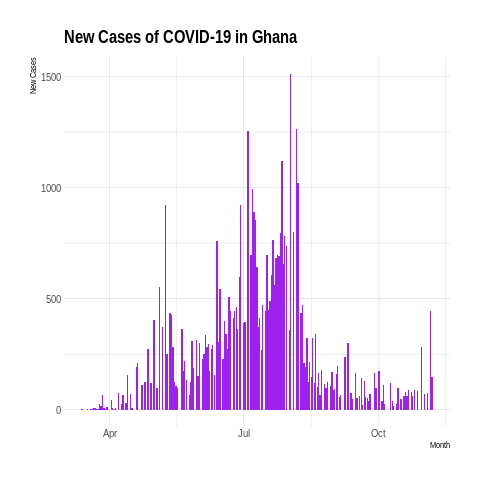 New Cases of COVID-19 in Ghana
New Cases
1500
1000
500
0
Apr
Jul
Oct
Month